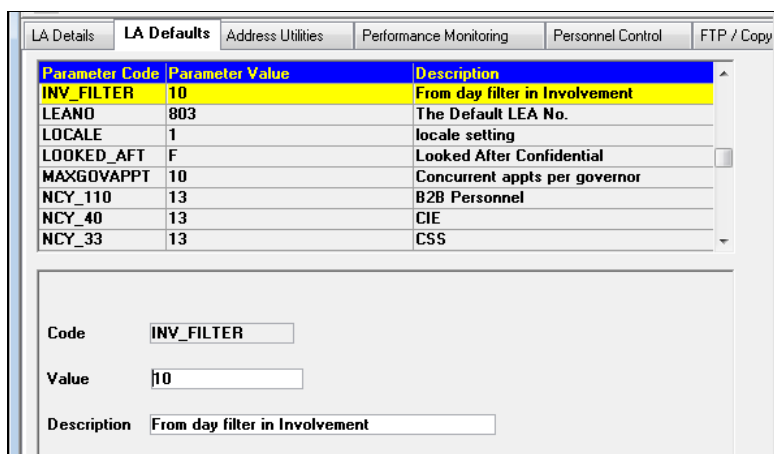 LA Details LA Defaults Address Utilities Performance Monitoring Personnel Control FTP / Copy
Parameter Code Parameter Value Description
INV_FILTER 10 From day filter in Involvement
LEANO 803 The Default LEA No.
LOCALE 1 locale setting
LOOKED_AFT F Looked After Confidential
MAXGOVAPPT 10 Concurrent appts per governor
NCY_110 13 B2B Personnel
NCY_40 13 CIE
NCY_33 13 CSS
Code INV_FILTER
Value 10
Description From day filter in Involvement